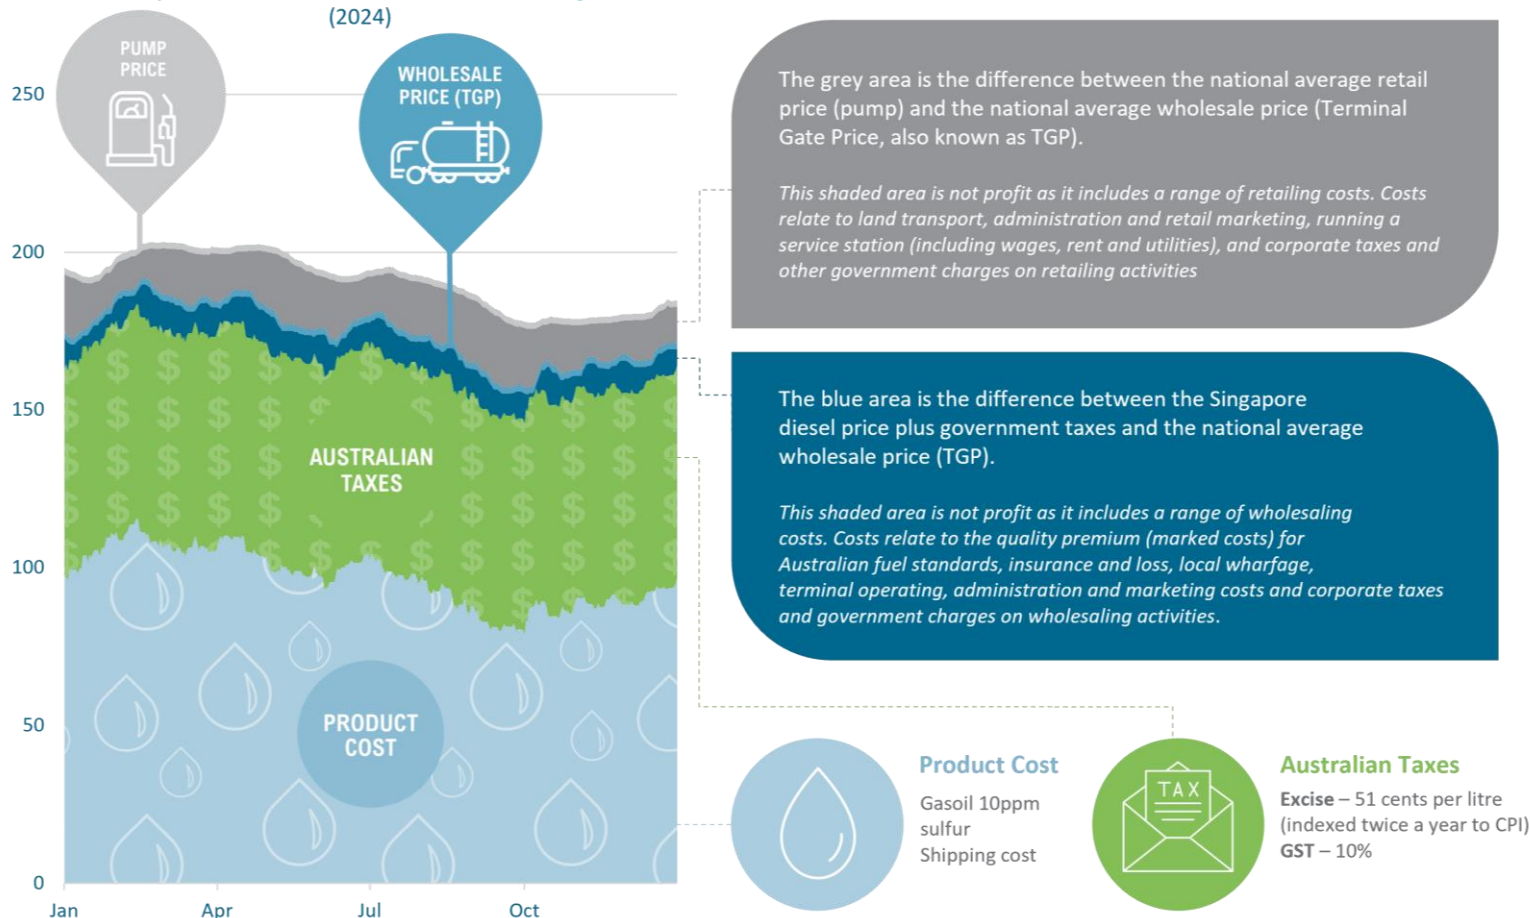 (2024)
PUMP
PRICE
WHOLESALE
PRICE (TGP)
250
200
150
100
50
0
Jan
Apr
Jul
Oct
AUSTRALIAN
TAXES
PRODUCT
COST
The grey area is the difference between the national average retail
price (pump) and the national average wholesale price (Terminal
Gate Price, also known as TGP).
This shaded area is not profit as it includes a range of retailing costs. Costs
relate to land transport, administration and retail marketing, running a
service station (including wages, rent and utilities), and corporate taxes and
other government charges on retailing activities
The blue area is the difference between the Singapore
diesel price plus government taxes and the national average
wholesale price (TGP).
This shaded area is not profit as it includes a range of wholesaling
costs. Costs relate to the quality premium (marked costs) for
Australian fuel standards, insurance and loss, local wharfage,
terminal operating, administration and marketing costs and corporate taxes
and government charges on wholesaling activities.
Product Cost
Gasoil 10ppm
sulfur
Shipping cost
TAX
Australian Taxes
Excise – 51 cents per litre
(indexed twice a year to CPI)
GST – 10%